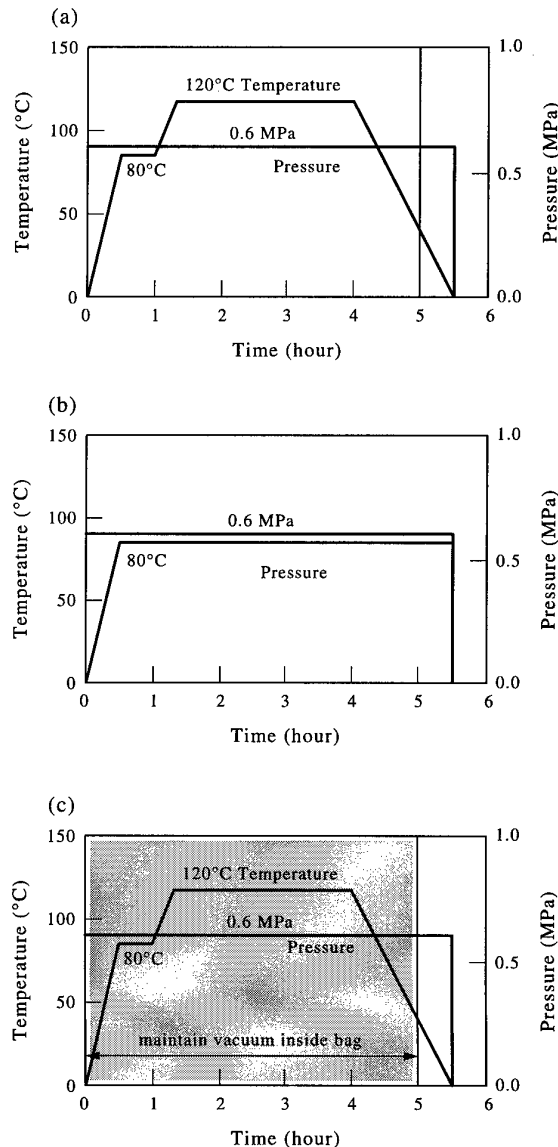 (a)
150
1.0
120°C Temperature
100
0.6 MPa
80°C
Pressure
0.5
50
0
0.0
0 1 2 3 4 5 6
Temperature (°C)
Pressure (MPa)
Time (hour)
(b)
150
1.0
100
0.6 MPa
80°C
Pressure
0.5
50
0
0.0
0 1 2 3 4 5 6
Temperature (°C)
Pressure (MPa)
Time (hour)
(c)
150
1.0
120°C Temperature
100
0.6 MPa
Pressure
80°C
0.5
50
maintain vacuum inside bag
0
0.0
0 1 2 3 4 5 6
Temperature (°C)
Pressure (MPa)
Time (hour)